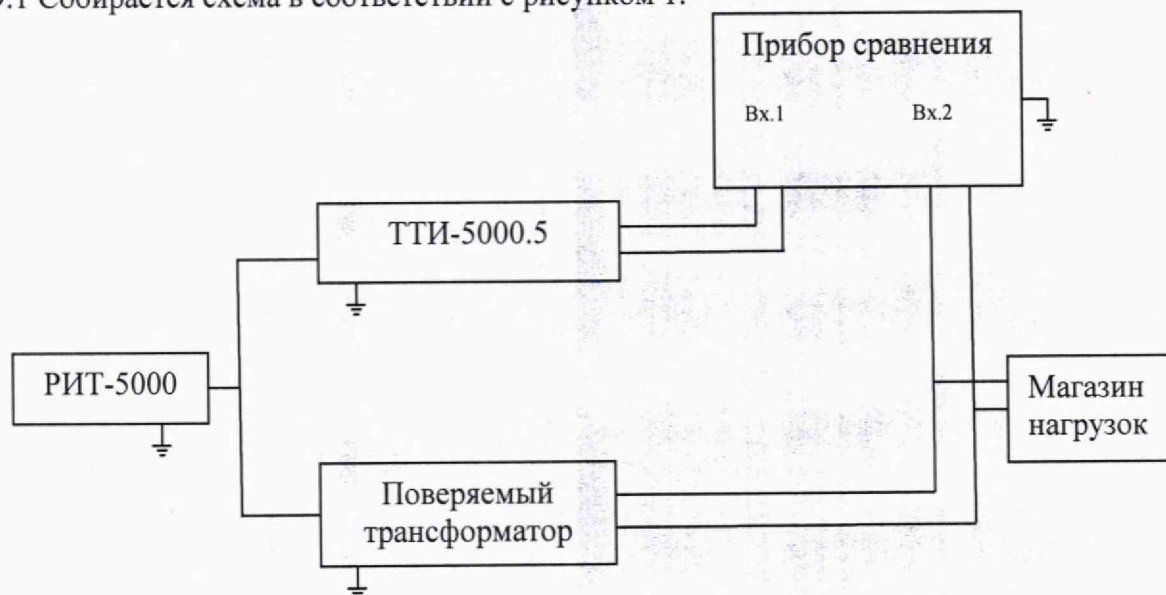 .1 Собирается схема в соответствии с рисунком 1.
Прибор сравнения
Вх.1 Вх.2
ТТИ-5000.5
РИТ-5000
Магазин
нагрузок
Поверяемый
трансформатор